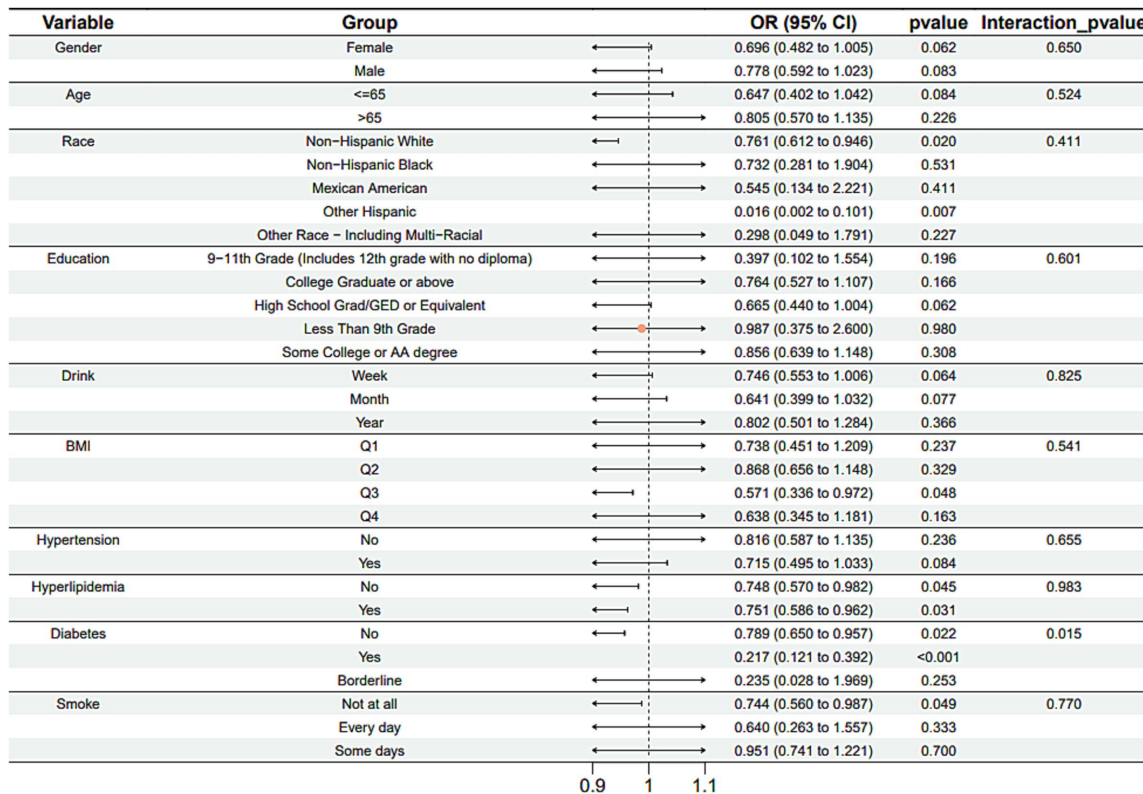 Variable Group OR (95% CI) pvalue Interaction_pvalue
Gender Female 0.696 (0.482 to 1.005) 0.062 0.650
Male 0.778 (0.592 to 1.023) 0.083
Age <=65 0.647 (0.402 to 1.042) 0.084 0.524
>65 0.805 (0.570 to 1.135) 0.226
Race Non−Hispanic White 0.761 (0.612 to 0.946) 0.020 0.411
Non−Hispanic Black 0.732 (0.281 to 1.904) 0.531
Mexican American 0.545 (0.134 to 2.221) 0.411
Other Hispanic 0.016 (0.002 to 0.101) 0.007
Other Race − Including Multi−Racial 0.298 (0.049 to 1.791) 0.227
Education 9−11th Grade (Includes 12th grade with no diploma) 0.397 (0.102 to 1.554) 0.196 0.601
College Graduate or above 0.764 (0.527 to 1.107) 0.166
High School Grad/GED or Equivalent 0.665 (0.440 to 1.004) 0.062
Less Than 9th Grade 0.987 (0.375 to 2.600) 0.980
Some College or AA degree 0.856 (0.639 to 1.148) 0.308
Drink Week 0.746 (0.553 to 1.006) 0.064 0.825
Month 0.641 (0.399 to 1.032) 0.077
Year 0.802 (0.501 to 1.284) 0.366
BMI Q1 0.738 (0.451 to 1.209) 0.237 0.541
Q2 0.868 (0.656 to 1.148) 0.329
Q3 0.571 (0.336 to 0.972) 0.048
Q4 0.638 (0.345 to 1.181) 0.163
Hypertension No 0.816 (0.587 to 1.135) 0.236 0.655
Yes 0.715 (0.495 to 1.033) 0.084
Hyperlipidemia No 0.748 (0.570 to 0.982) 0.045 0.983
Yes 0.751 (0.586 to 0.962) 0.031
Diabetes No 0.789 (0.650 to 0.957) 0.022 0.015
Yes 0.217 (0.121 to 0.392) <0.001
Borderline 0.235 (0.028 to 1.969) 0.253
Smoke Not at all 0.744 (0.560 to 0.987) 0.049 0.770
Every day 0.640 (0.263 to 1.557) 0.333
Some days 0.951 (0.741 to 1.221) 0.700
0.9 1 1.1